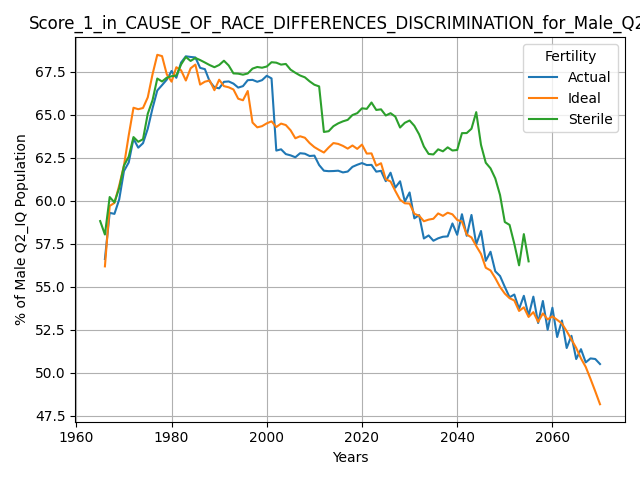 Score_1_in_CAUSE_OF_RACE_DIFFERENCES_DISCRIMINATION_for_Male_Q2
Fertility
Actual
Ideal
Sterile
% of Male Q2_IQ Population
67.5
65.0
62.5
60.0
57.5
55.0
52.5
50.0
47.5
1960
1980
2000
2020
2040
2060
Years